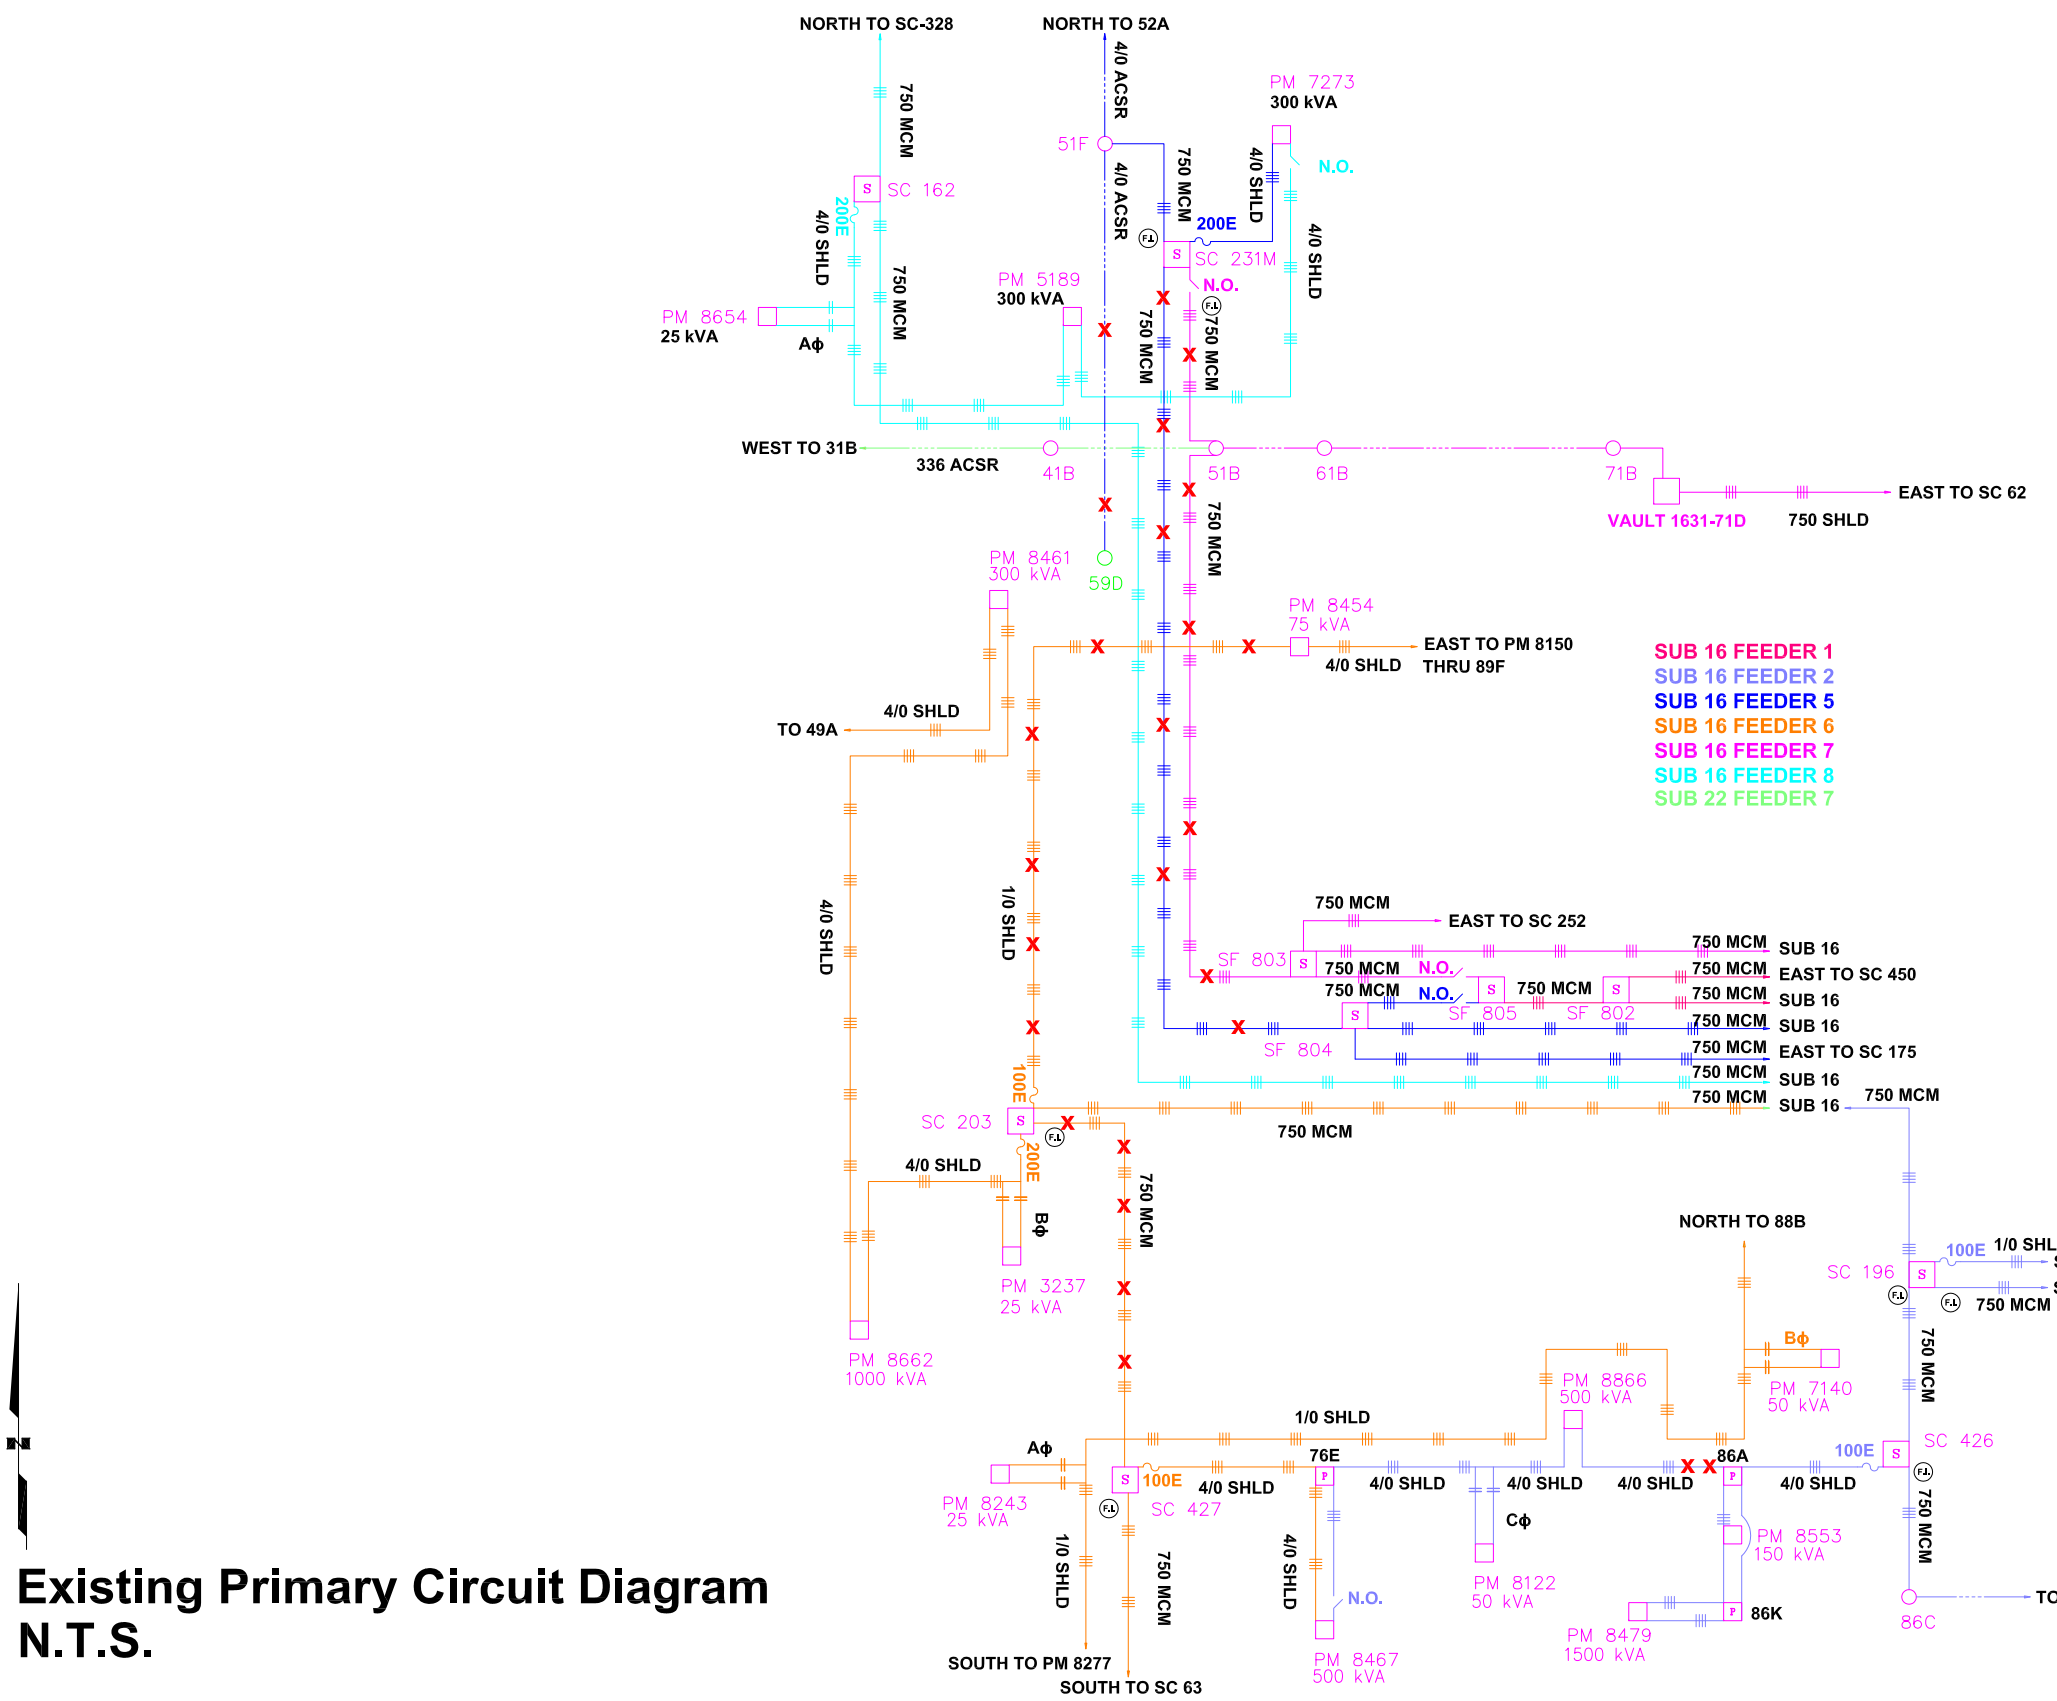 NORTH TO SC-328
NORTH TO 52A
4/0 ACSR
750 MCM
PM 7273
300 kVA
51F
N.O.
S
SC 162
200E
4/0 SHLD
4/0 ACSR
750 MCM
4/0 SHLD
200E
F.I.
S
SC 231M
4/0 SHLD
N.O.
F.I.
750 MCM
PM 5189
300 kVA
PM 8654
25 kVA
Aϕ
X
X
X
750 MCM
750 MCM
X
WEST TO 31B
336 ACSR
41B
51B
61B
71B
EAST TO SC 62
VAULT 1631-71D
750 SHLD
X
X
X
750 MCM
PM 8461
300 kVA
59D
PM 8454
75 kVA
X
X
X
EAST TO PM 8150
THRU 89F
4/0 SHLD
SUB 16 FEEDER 1
SUB 16 FEEDER 2
SUB 16 FEEDER 5
SUB 16 FEEDER 6
SUB 16 FEEDER 7
SUB 16 FEEDER 8
SUB 22 FEEDER 7
4/0 SHLD
TO 49A
X
X
X
X
X
4/0 SHLD
1/0 SHLD
X
X
750 MCM
EAST TO SC 252
SF 803
S
750 MCM
SUB 16
X
750 MCM
N.O.
750 MCM
EAST TO SC 450
750 MCM
N.O.
S
750 MCM
S
750 MCM
SUB 16
SF 805
SF 802
X
S
750 MCM
SUB 16
SF 804
750 MCM
EAST TO SC 175
750 MCM
SUB 16
100E
750 MCM
SUB 16
750 MCM
SC 203
S
X
F.I.
750 MCM
200E
4/0 SHLD
Bϕ
X
X
X
X
750 MCM
PM 3237
25 kVA
NORTH TO 88B
100E
1/0 SHL
SC 196
S
F.I.
F.I.
750 MCM
750 MCM
PM 8662
1000 kVA
Bϕ
PM 7140
50 kVA
PM 8866
500 kVA
1/0 SHLD
Aϕ
76E
86A
100E
SC 426
S
F.I.
PM 8243
25 kVA
S
100E
SC 427
F.I.
4/0 SHLD
P
4/0 SHLD
4/0 SHLD
4/0 SHLD
X X
P
4/0 SHLD
750 MCM
Cϕ
PM 8553
150 kVA
1/0 SHLD
750 MCM
4/0 SHLD
PM 8122
50 kVA
N.O.
P
86K
86C
TO
PM 8479
1500 kVA
PM 8467
500 kVA
SOUTH TO PM 8277
SOUTH TO SC 63
N
Existing Primary Circuit Diagram
N.T.S.